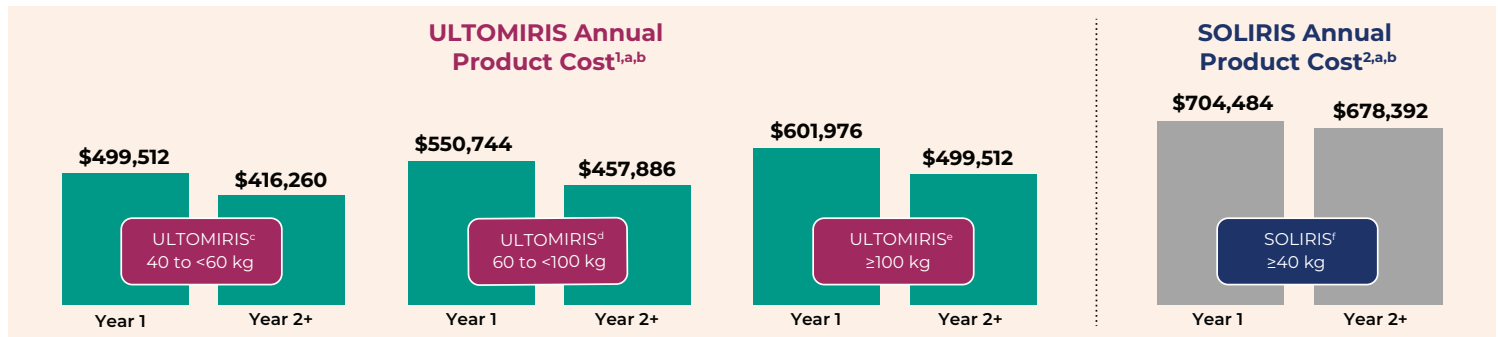 ULTOMIRIS Annual
Product Cost1,a,b
$499,512
$416,260
ULTOMIRISc
40 to <60 kg
Year 1
Year 2+
$550,744
$457,886
ULTOMIRISd
60 to <100 kg
Year 1
Year 2+
$601,976
$499,512
ULTOMIRISe
≥100 kg
Year 1
Year 2+
SOLIRIS Annual
Product Cost2,a,b
$704,484
$678,392
SOLIRISf
≥40 kg
Year 1
Year 2+